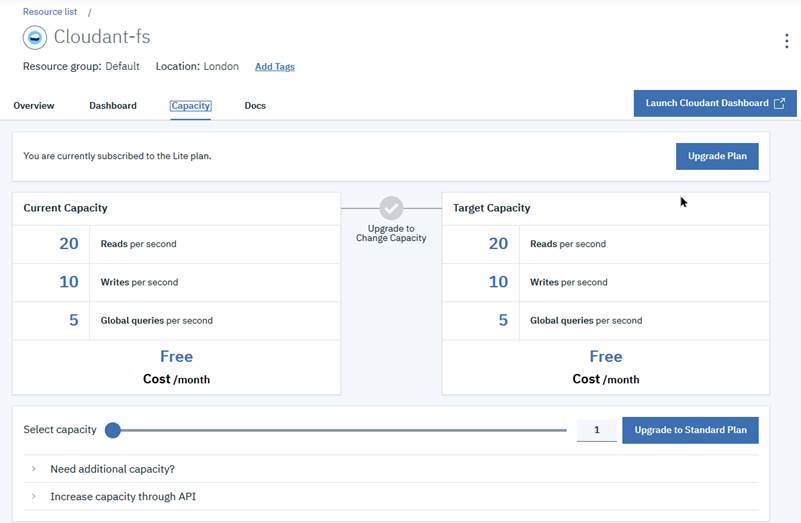 Resource list /
Cloudant-fs
Resource group: Default Location: London Add Tags
Overview Dashboard Capacity Docs Launch Cloudant Dashboard
You are currently subscribed to the Lite plan. Upgrade Plan
Current Capacity
20 Reads per second
10 Writes per second
5 Global queries per second
Free
Cost /month
Upgrade to
Change Capacity
Target Capacity
20 Reads per second
10 Writes per second
5 Global queries per second
Free
Cost /month
Select capacity 1 Upgrade to Standard Plan
Need additional capacity?
Increase capacity through API